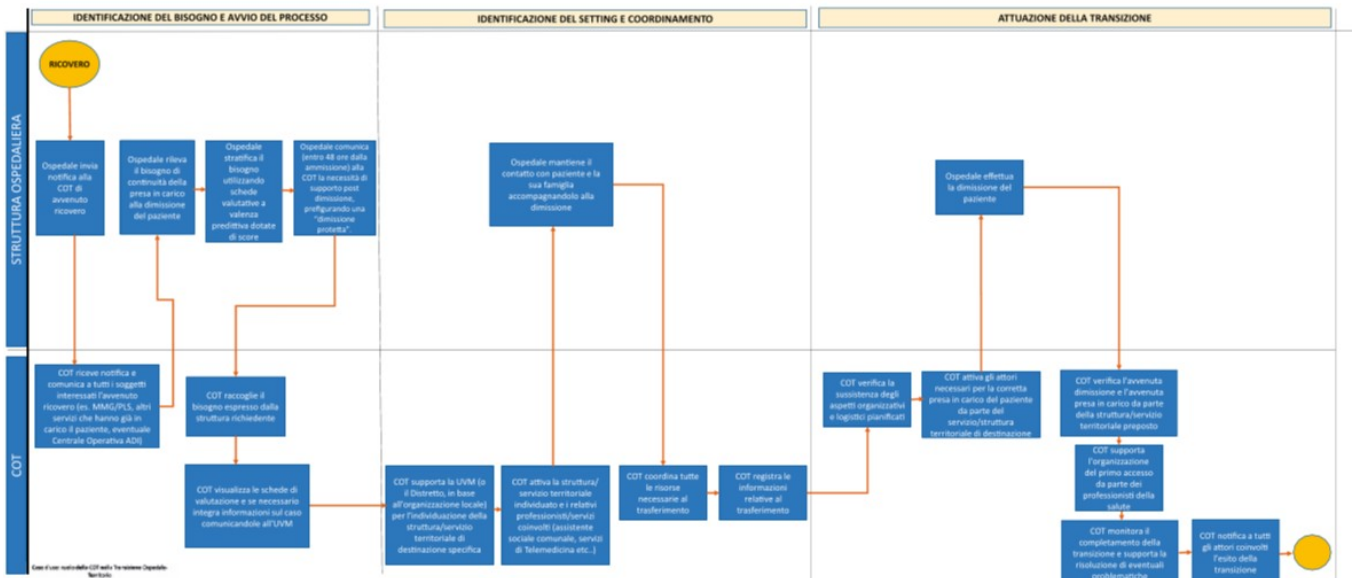 IDENTIFICAZIONE DEL BISOGNO E AVVIO DEL PROCESSO
IDENTIFICAZIONE DEL SETTING E COORDINAMENTO
ATTUAZIONE DELLA TRANSIZIONE
STRUTTURA OSPEDALIERA
RICOVERO
Ospedale invia
notifica alla
COT di
avvenuto
ricovero
Ospedale rileva
il bisogno di
continuità della
presa in carico
alla dimissione
del paziente
Ospedale
stratifica il
bisogno
utilizzando
schede
valutative a
valenza
predittiva dotate
di score
Ospedale comunica
(entro 48 ore dalla
ammissione) alla
COT la necessità di
supporto post
dimissione,
prefigurando una
"dimissione
protetta".
Ospedale mantiene il
contatto con paziente e la
sua famiglia
accompagnandolo alla
dimissione
Ospedale effettua
la dimissione del
paziente
COT
COT riceve notifica e
comunica a tutti i soggetti
interessati l'avvenuto
ricovero (es. MMG/PLS, altri
servizi che hanno già in
carico il paziente, eventuale
Centrale Operativa ADI)
COT raccoglie il
bisogno espresso dalla
struttura richiedente
COT visualizza le schede di
valutazione e se necessario
integra informazioni sul caso
comunicandole all'UVM
COT supporta la UVM (o
il Distretto, in base
all'organizzazione locale)
per l'individuazione della
struttura/servizio
territoriale di
destinazione specifica
COT attiva la struttura/
servizio territoriale
individuato e i relativi
professionisti/servizi
coinvolti (assistente
sociale comunale, servizi
di Telemedicina etc..)
COT coordina tutte
le risorse
necessarie al
trasferimento
COT registra le
informazioni
relative al
trasferimento
COT verifica la
sussistenza degli
aspetti organizzativi
e logistici pianificati
COT attiva gli attori
necessari per la corretta
presa in carico del paziente
da parte del
servizio/struttura
territoriale di destinazione
COT verifica l'avvenuta
dimissione e l'avvenuta
presa in carico da parte
della struttura/servizio
territoriale preposto
COT supporta
l'organizzazione
del primo accesso
da parte dei
professionisti della
salute
COT monitora il
completamento della
transizione e supporta la
risoluzione di eventuali
problematiche
COT notifica a tutti
gli attori coinvolti
l'esito della
transizione
Caso d'uso: ruolo della COT nella Transizione Ospedale-
Territorio